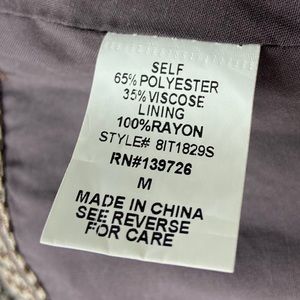 SELF
65% POLYESTER
35% VISCOSE
LINING
100% RAYON
STYLE# 8IT1829S
RN#139726
M
MADE IN CHINA
SEE REVERSE
FOR CARE